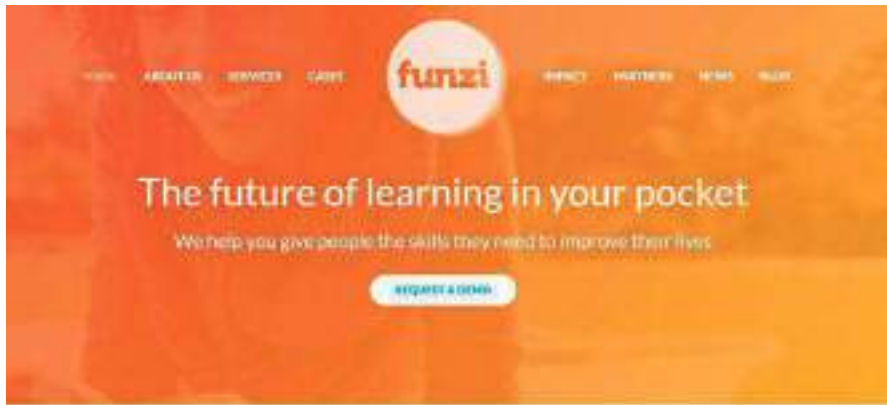 HOME ABOUT US SERVICES CASES funzi IMPACT PARTNERS NEWS BLOG
The future of learning in your pocket
We help you give people the skills they need to improve their lives
REQUEST A DEMO